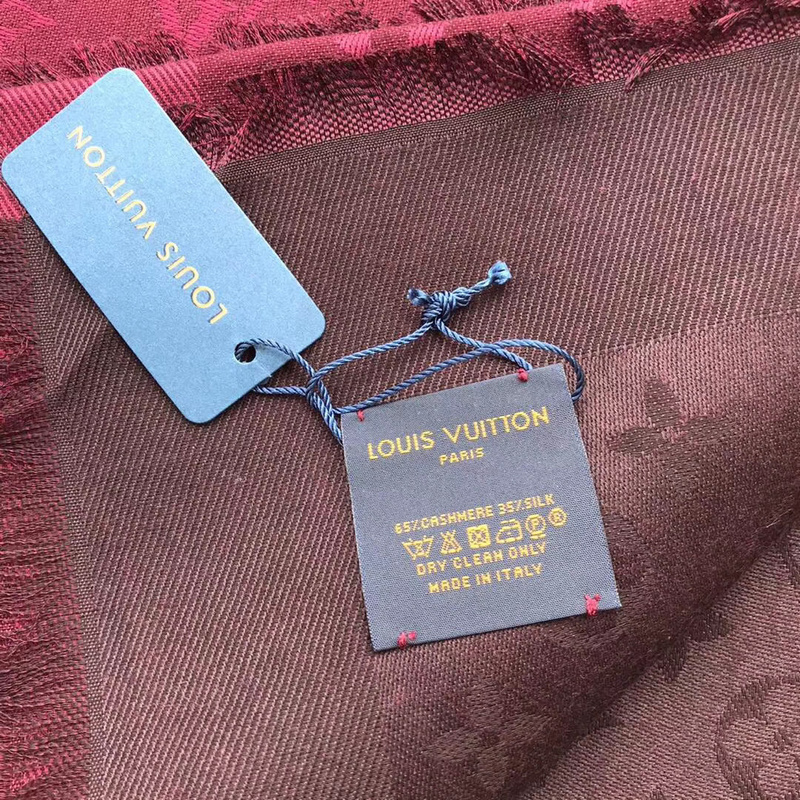 LOUIS VUITTON
LOUIS VUITTON
PARIS
65%CASHMERE 35%SILK
P ®
DRY CLEAN ONLY
MADE IN ITALY